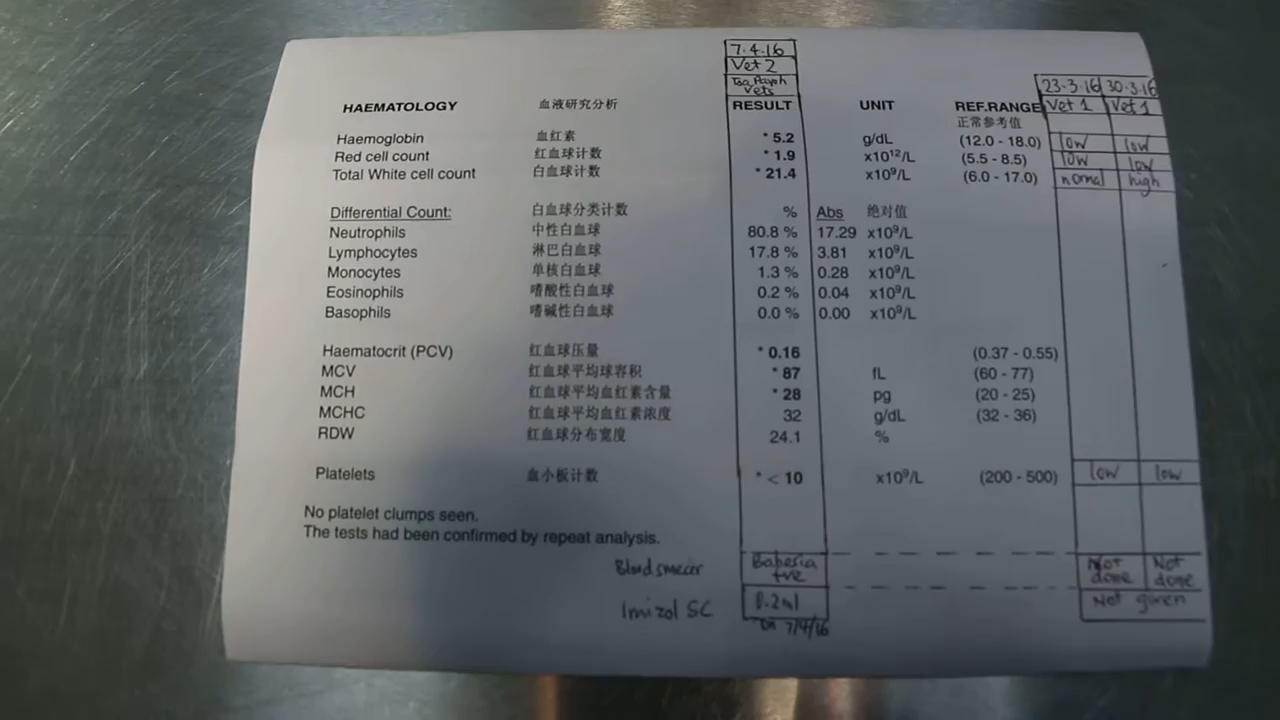 7.4.16
Vet 2
Toa Payoh
Vets
23.3.16 30.3.16
HAEMATOLOGY 血液研究分析 RESULT UNIT REF.RANGE Vet 1 Vet 1
正常参考值
Haemoglobin 血红素 * 5.2 g/dL (12.0 - 18.0) low low
Red cell count 红血球计数 * 1.9 x10¹²/L (5.5 - 8.5) low low
Total White cell count 白血球计数 * 21.4 x10⁹/L (6.0 - 17.0) normal high
Differential Count: 白血球分类计数 % Abs 绝对值
Neutrophils 中性白血球 80.8 % 17.29 x10⁹/L
Lymphocytes 淋巴白血球 17.8 % 3.81 x10⁹/L
Monocytes 单核白血球 1.3 % 0.28 x10⁹/L
Eosinophils 嗜酸性白血球 0.2 % 0.04 x10⁹/L
Basophils 嗜碱性白血球 0.0 % 0.00 x10⁹/L
Haematocrit (PCV) 红血球压量 * 0.16 (0.37 - 0.55)
MCV 红血球平均球容积 * 87 fL (60 - 77)
MCH 红血球平均血红素含量 * 28 pg (20 - 25)
MCHC 红血球平均血红素浓度 32 g/dL (32 - 36)
RDW 红血球分布宽度 24.1 %
Platelets 血小板计数 * < 10 x10⁹/L (200 - 500) low low
No platelet clumps seen.
The tests had been confirmed by repeat analysis.
Blood smear Babesia +ve Not done Not done
Imizol SC 0.2ml Not given
On 7/4/16